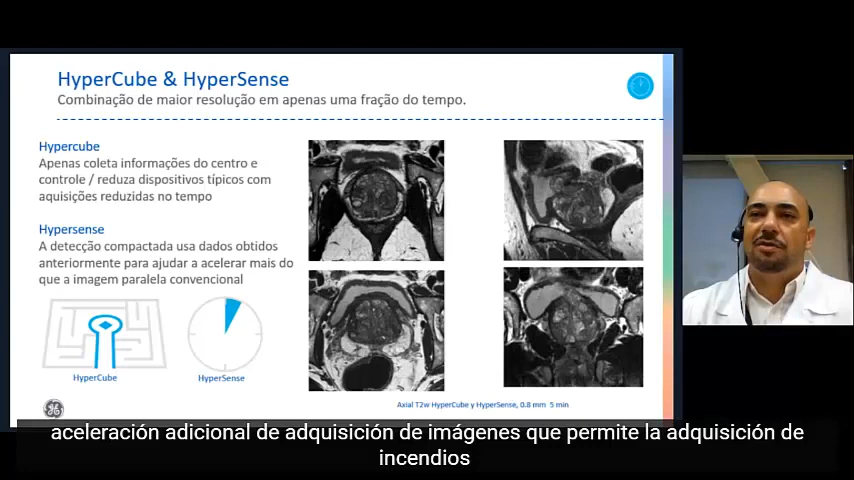 HyperCube & HyperSense
Combinação de maior resolução em apenas uma fração do tempo.
Hypercube
Apenas coleta informações do centro e
controle / reduza dispositivos típicos com
aquisições reduzidas no tempo
Hypersense
A detecção compactada usa dados obtidos
anteriormente para ajudar a acelerar mais do
que a imagem paralela convencional
HyperCube
HyperSense
Axial T2w HyperCube y HyperSense, 0.8 mm 5 min
aceleración adicional de adquisición de imágenes que permite la adquisición de
incendios